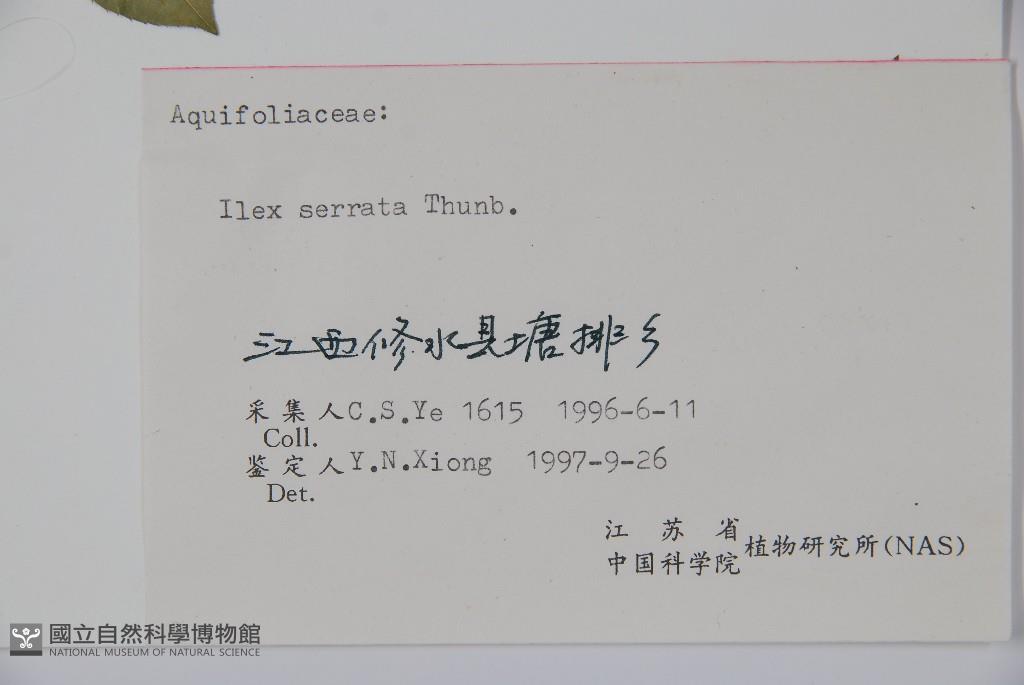 Aquifoliaceae:
Ilex serrata Thunb.
江西修水县塘排乡
采集人C.S.Ye 1615 1996-6-11
Coll.
鉴定人Y.N.Xiong 1997-9-26
Det.
江苏省
中国科学院植物研究所(NAS)
國立自然科學博物館
NATIONAL MUSEUM OF NATURAL SCIENCE